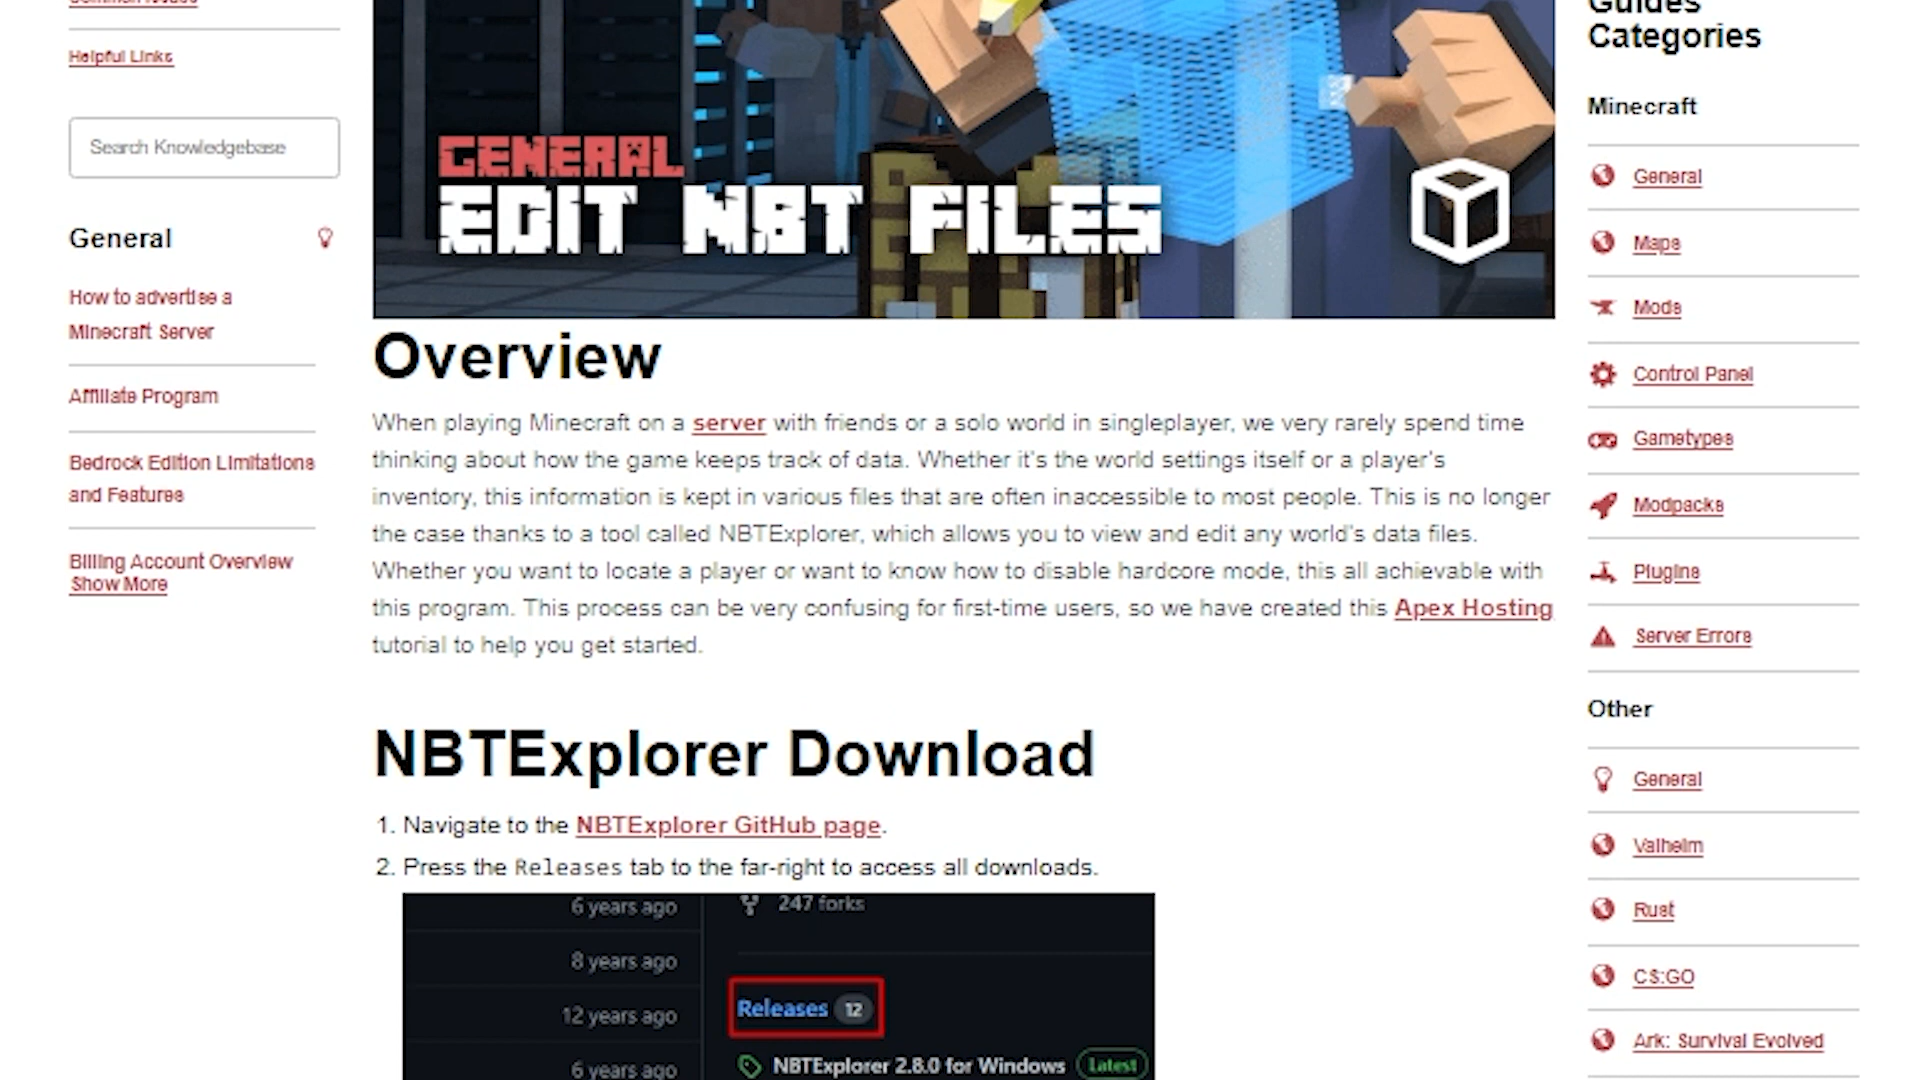 Common Issues
Helpful Links
Search Knowledgebase
General
How to advertise a
Minecraft Server
Affiliate Program
Bedrock Edition Limitations
and Features
Billing Account Overview
Show More
GENERAL
EDIT NBT FILES
Overview
When playing Minecraft on a server with friends or a solo world in singleplayer, we very rarely spend time
thinking about how the game keeps track of data. Whether it's the world settings itself or a player's
inventory, this information is kept in various files that are often inaccessible to most people. This is no longer
the case thanks to a tool called NBTExplorer, which allows you to view and edit any world's data files.
Whether you want to locate a player or want to know how to disable hardcore mode, this all achievable with
this program. This process can be very confusing for first-time users, so we have created this Apex Hosting
tutorial to help you get started.
NBTExplorer Download
1. Navigate to the NBTExplorer GitHub page.
2. Press the Releases tab to the far-right to access all downloads.
6 years ago
8 years ago
12 years ago
6 years ago
247 forks
Releases 12
NBTExplorer 2.8.0 for Windows Latest
Guides
Categories
Minecraft
General
Maps
Mods
Control Panel
Gametypes
Modpacks
Plugins
Server Errors
Other
General
Valheim
Rust
CS:GO
Ark: Survival Evolved